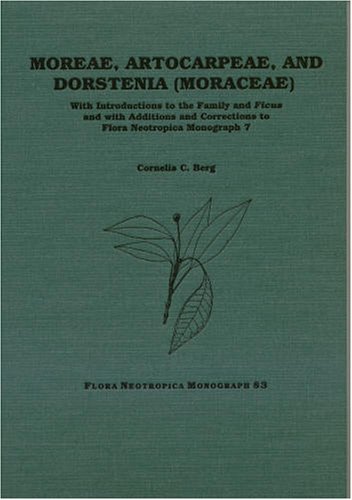 MOREAE, ARTOCARPEAE, AND
DORSTENIA (MORACEAE)
With Introductions to the Family and Ficus
and with Additions and Corrections to
Flora Neotropica Monograph 7
Cornelis C. Berg
FLORA NEOTROPICA MONOGRAPH 83